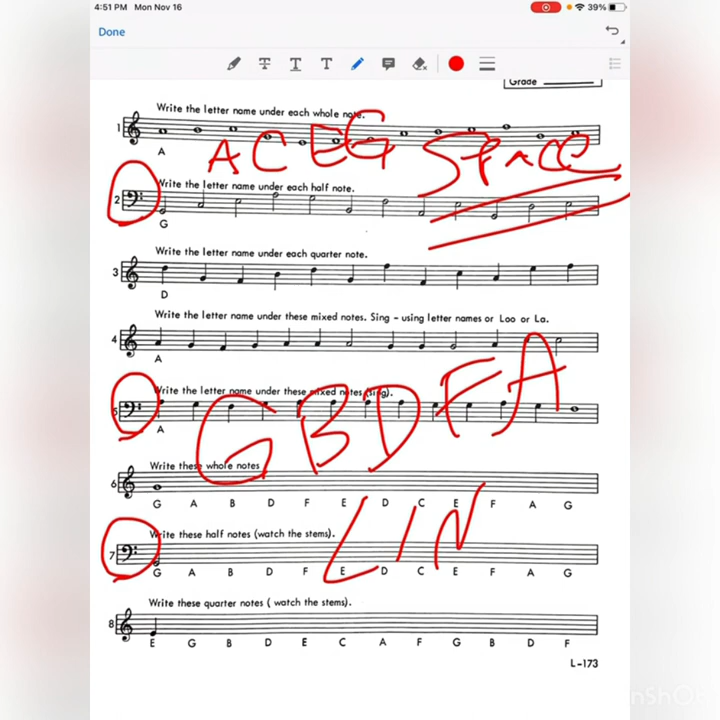 4:51 PM Mon Nov 16
39%
Done
T T T
Grade
Write the letter name under each whole note.
1
A
A C E G Space
Write the letter name under each half note.
2
G
Write the letter name under each quarter note.
3
D
Write the letter name under these mixed notes. Sing - using letter names or Loo or La.
4
A
Write the letter name under these mixed notes (sing).
5
A
G B D F A
Write these whole notes
6
G A B D F E D C E F A G
LIN
Write these half notes (watch the stems).
7
G A B D F E D C E F A G
Write these quarter notes ( watch the stems).
8
E G B D E C A F G B D F
L-173